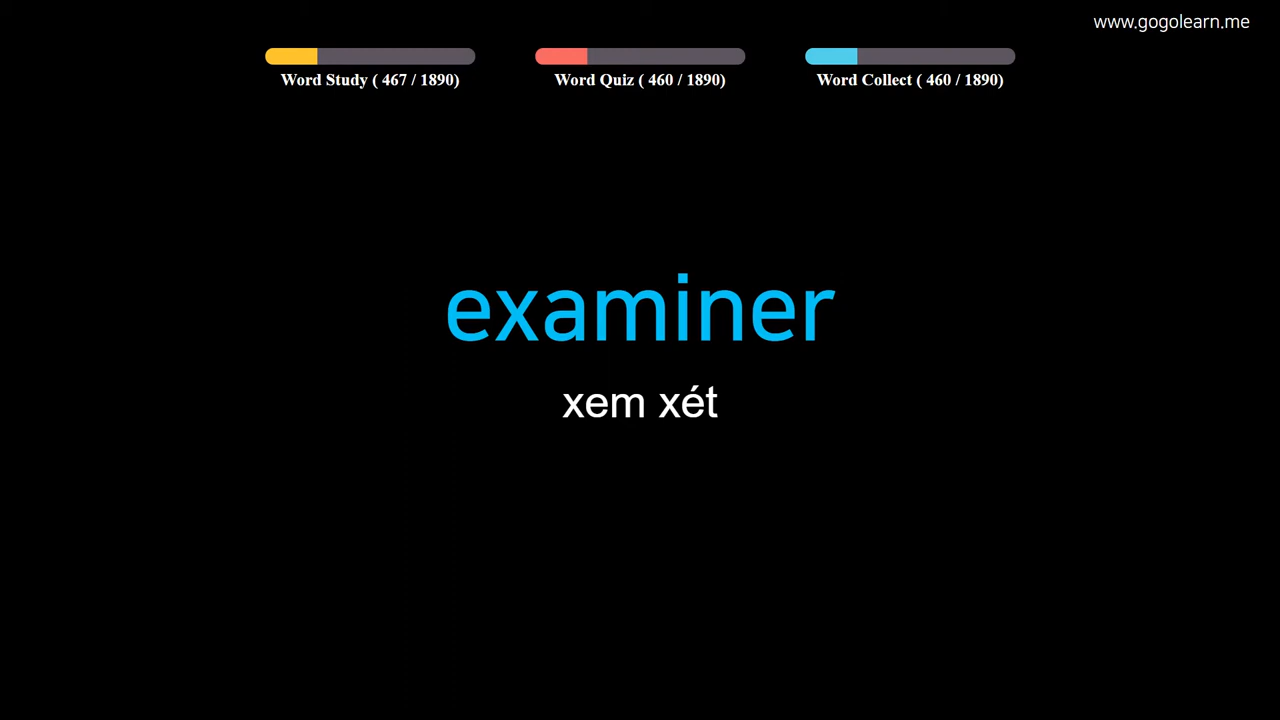 www.gogolearn.me
Word Study ( 467 / 1890)
Word Quiz ( 460 / 1890)
Word Collect ( 460 / 1890)
examiner
xem xét